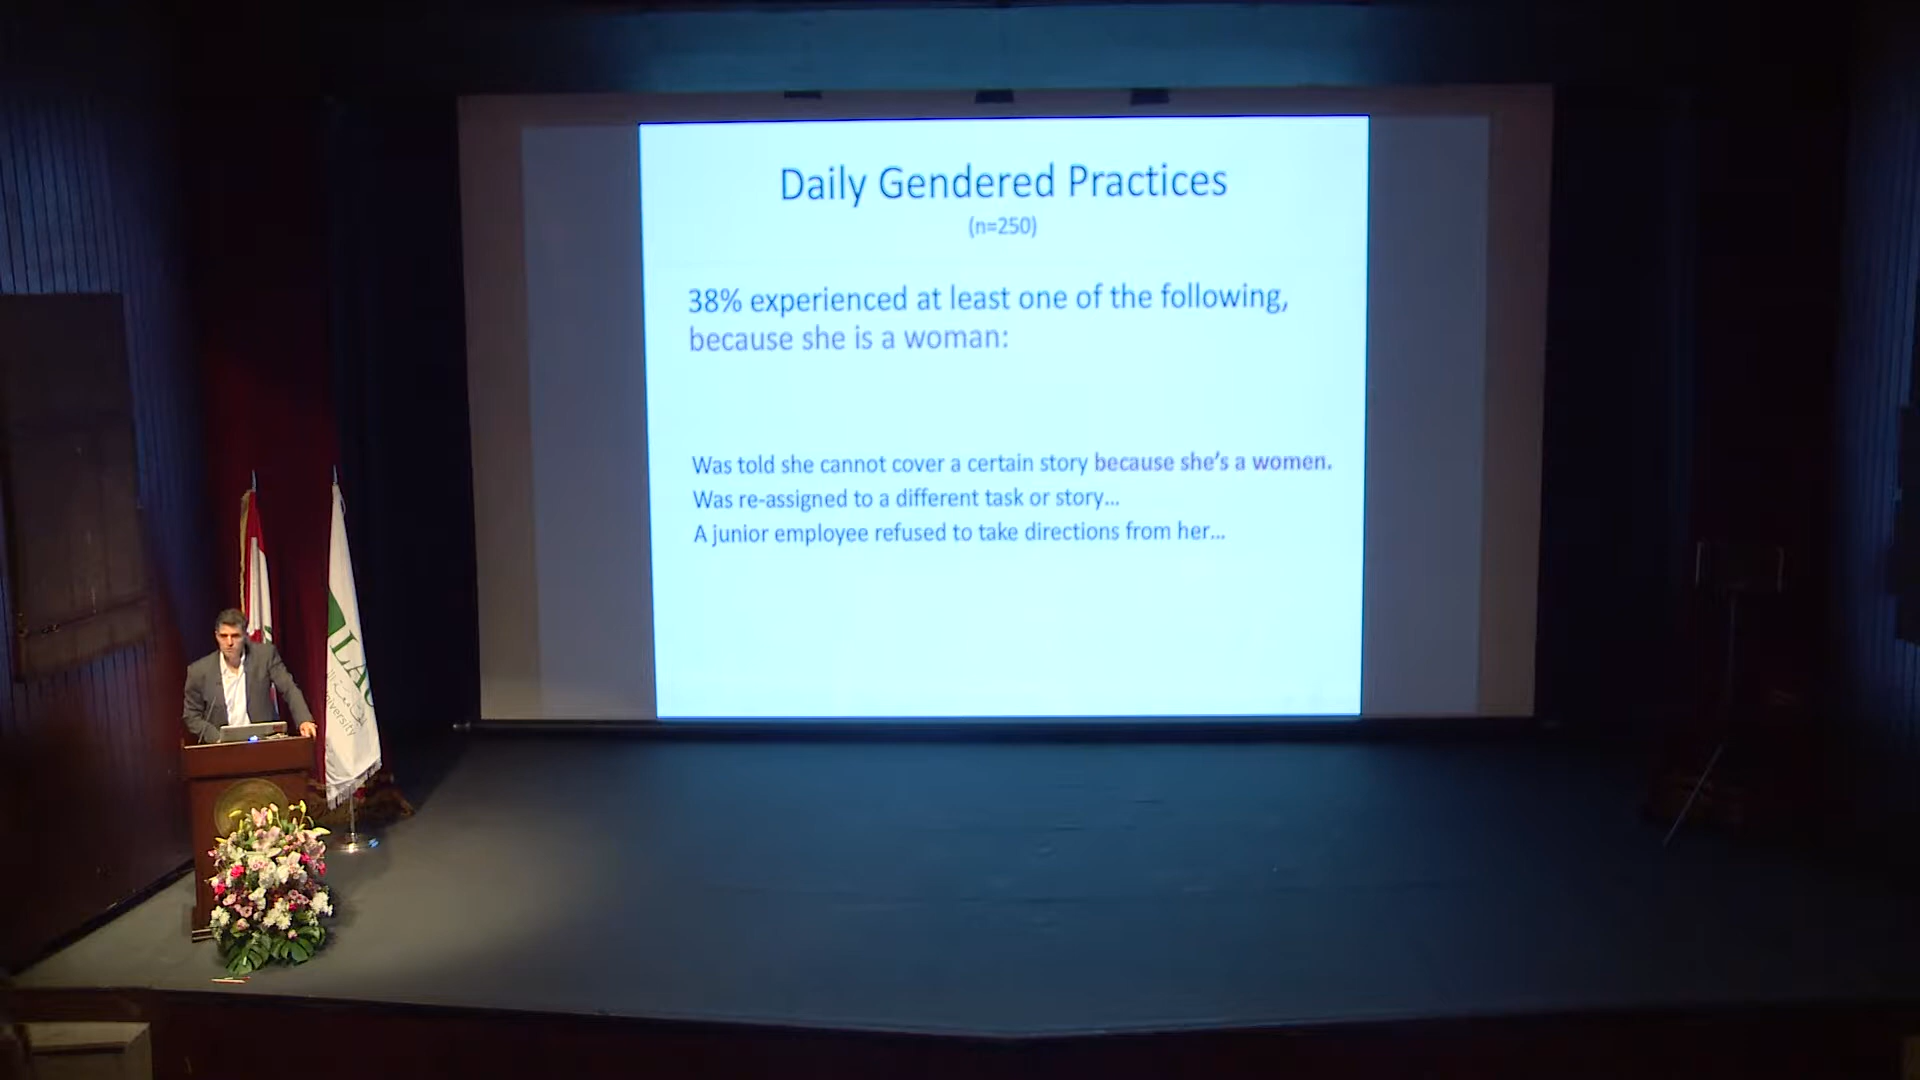 Daily Gendered Practices
(n=250)
38% experienced at least one of the following,
because she is a woman:
Was told she cannot cover a certain story because she's a women.
Was re-assigned to a different task or story...
A junior employee refused to take directions from her...
LAU
University